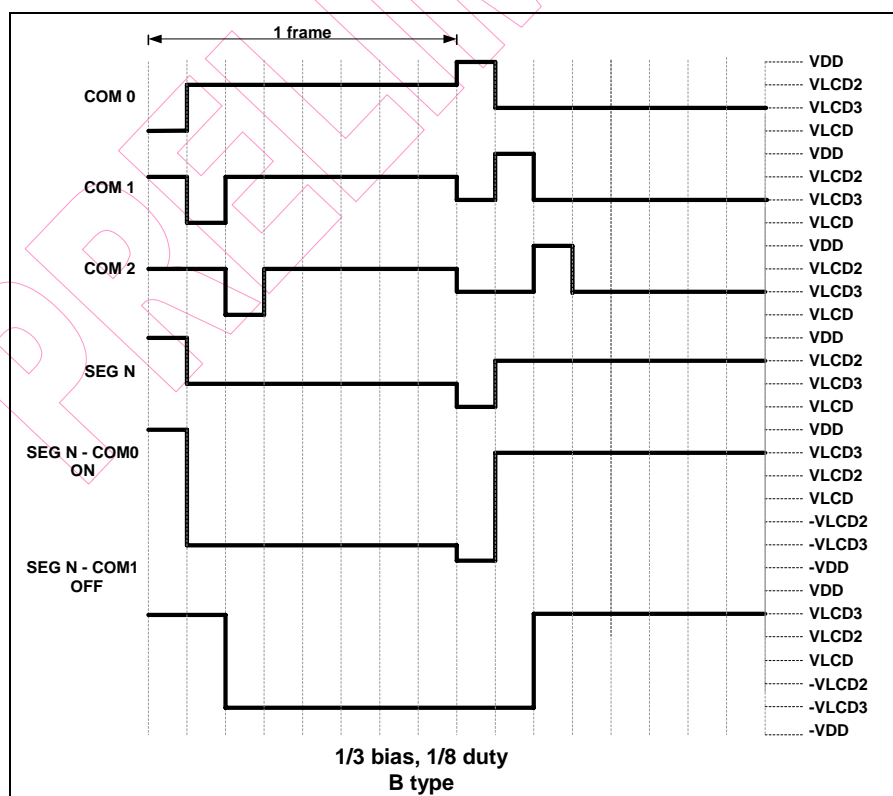 1 frame
COM 0
VDD
VLCD2
VLCD3
VLCD
COM 1
VDD
VLCD2
VLCD3
VLCD
COM 2
VDD
VLCD2
VLCD3
VLCD
SEG N
VDD
VLCD2
VLCD3
VLCD
SEG N - COM0
ON
VDD
VLCD3
VLCD2
VLCD
-VLCD2
-VLCD3
-VDD
SEG N - COM1
OFF
VDD
VLCD3
VLCD2
VLCD
-VLCD2
-VLCD3
-VDD
1/3 bias, 1/8 duty
B type